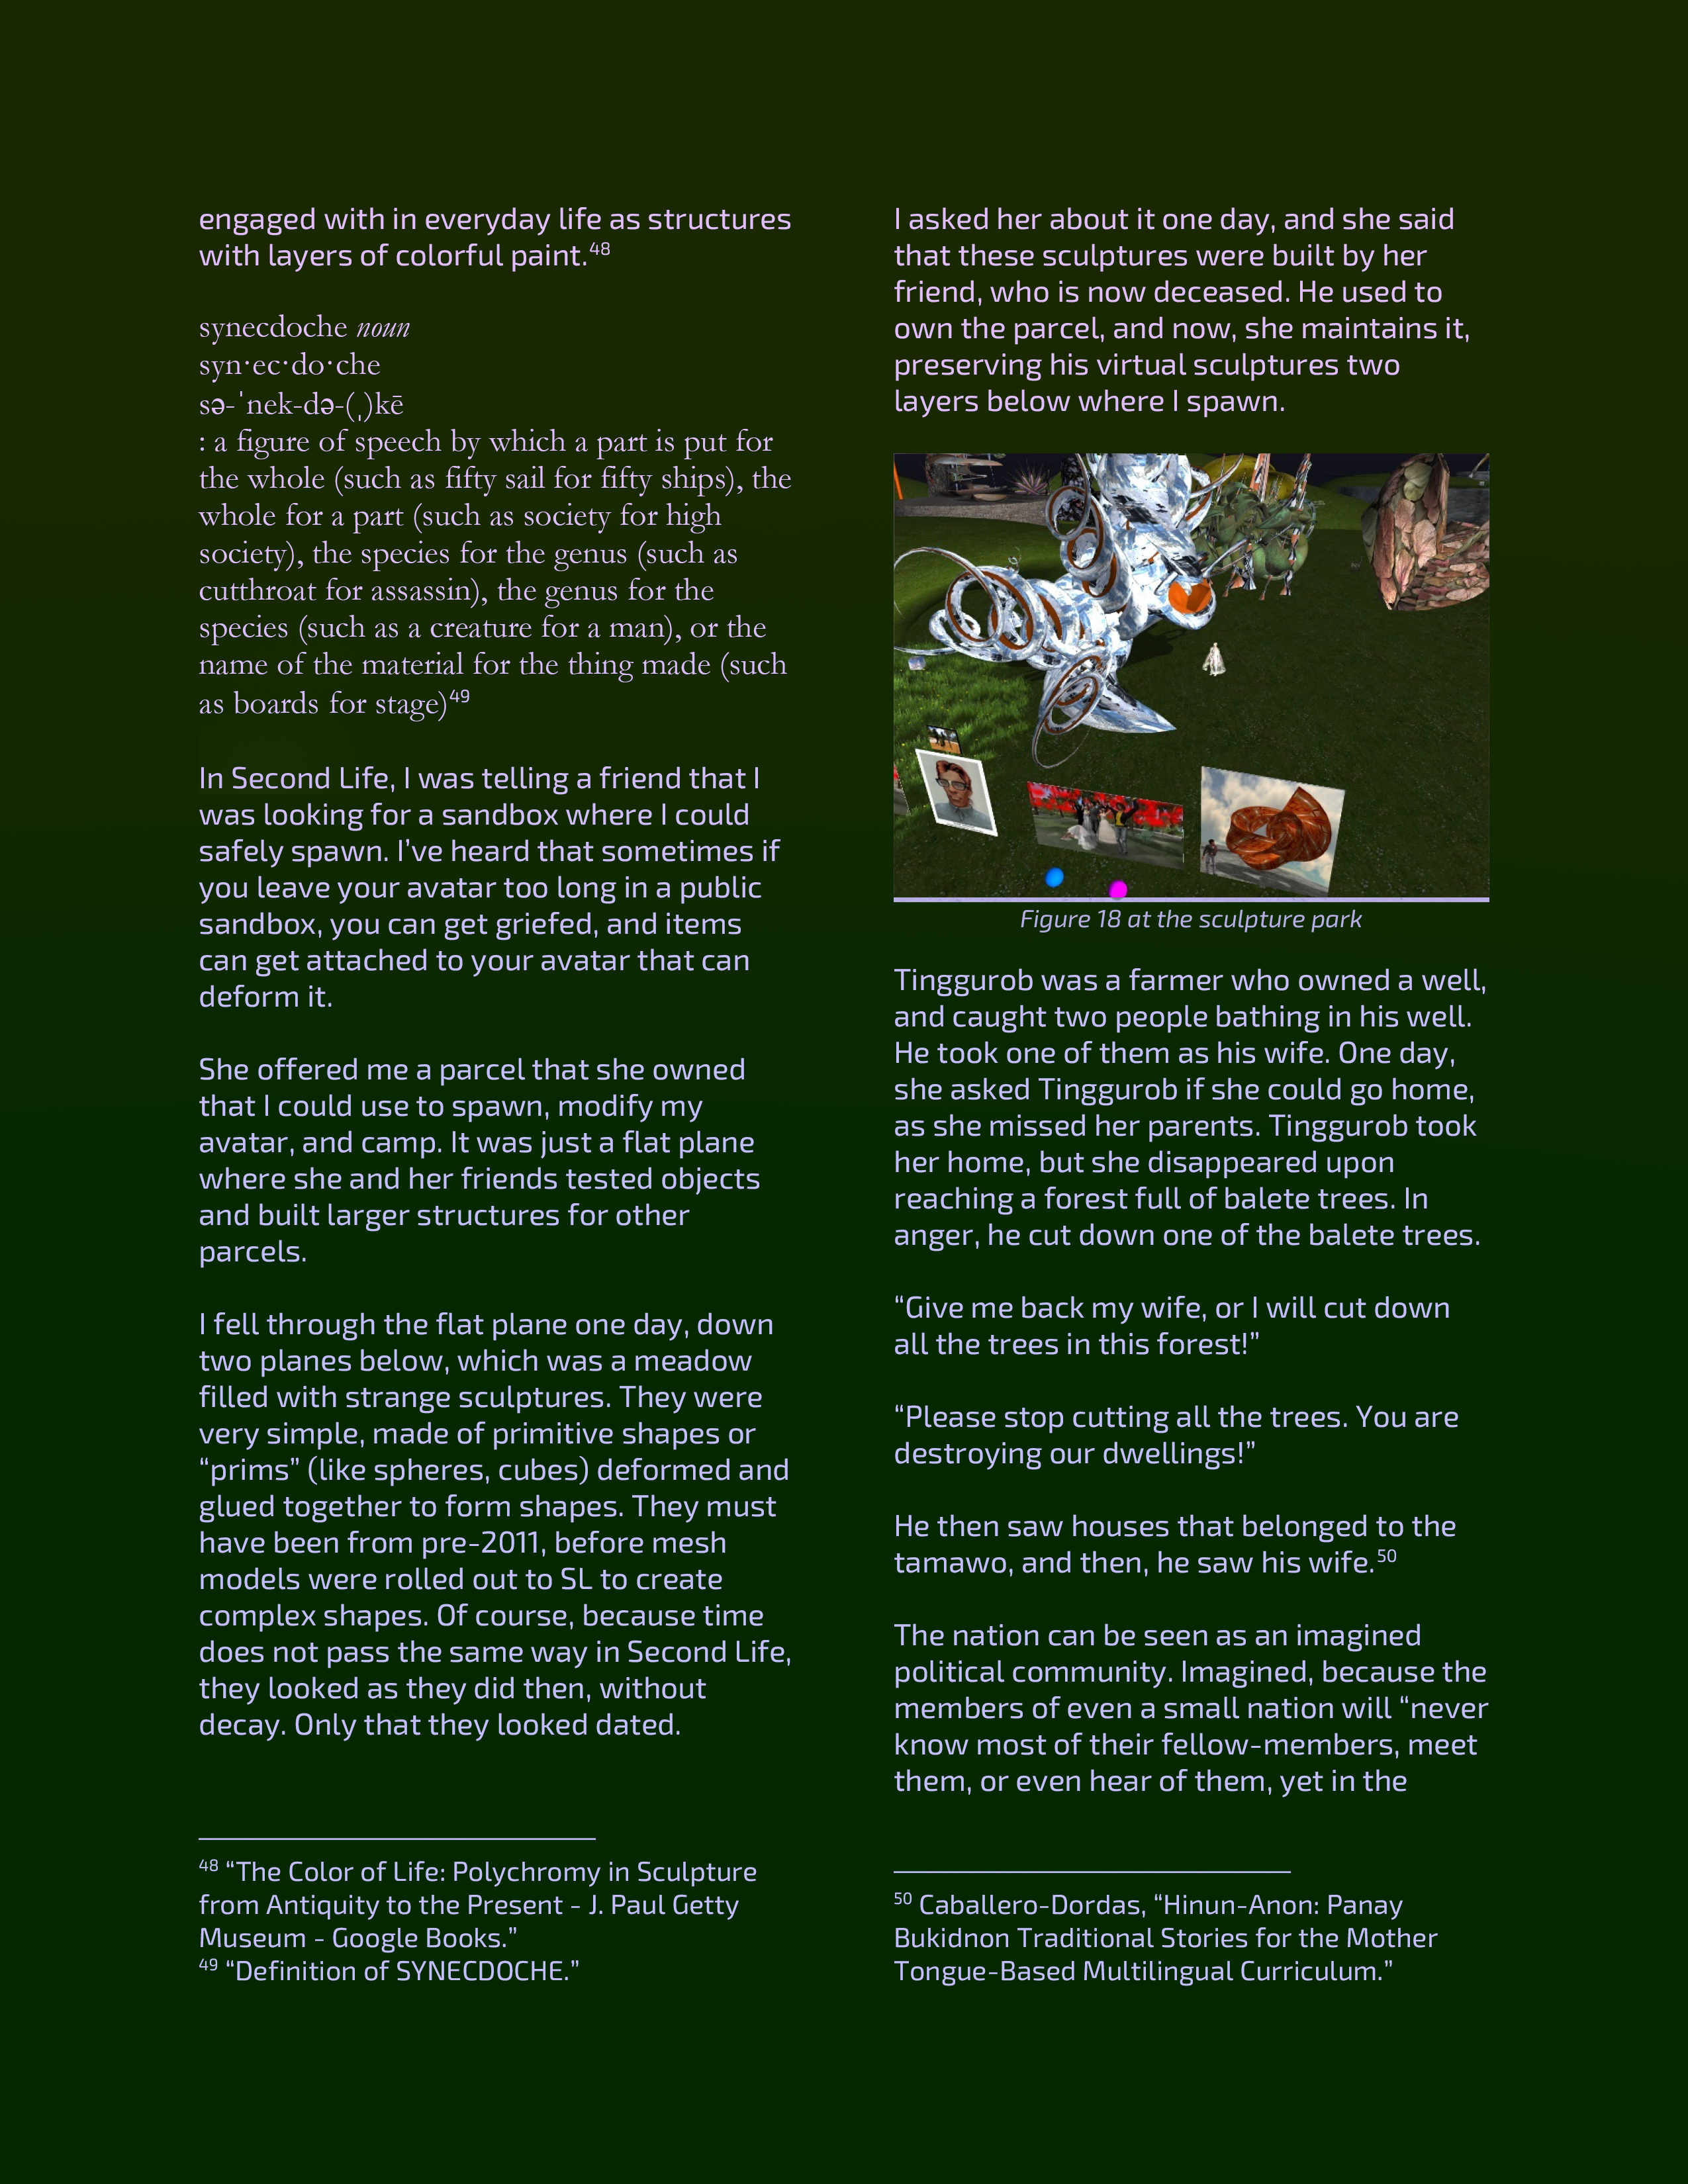 engaged with in everyday life as structures
with layers of colorful paint.48
synecdoche noun
syn·ec·do·che
sə-ˈnek-də-(ˌ)kē
: a figure of speech by which a part is put for
the whole (such as fifty sail for fifty ships), the
whole for a part (such as society for high
society), the species for the genus (such as
cutthroat for assassin), the genus for the
species (such as a creature for a man), or the
name of the material for the thing made (such
as boards for stage)49
In Second Life, I was telling a friend that I
was looking for a sandbox where I could
safely spawn. I’ve heard that sometimes if
you leave your avatar too long in a public
sandbox, you can get griefed, and items
can get attached to your avatar that can
deform it.
She offered me a parcel that she owned
that I could use to spawn, modify my
avatar, and camp. It was just a flat plane
where she and her friends tested objects
and built larger structures for other
parcels.
I fell through the flat plane one day, down
two planes below, which was a meadow
filled with strange sculptures. They were
very simple, made of primitive shapes or
“prims” (like spheres, cubes) deformed and
glued together to form shapes. They must
have been from pre-2011, before mesh
models were rolled out to SL to create
complex shapes. Of course, because time
does not pass the same way in Second Life,
they looked as they did then, without
decay. Only that they looked dated.
48 “The Color of Life: Polychromy in Sculpture
from Antiquity to the Present - J. Paul Getty
Museum - Google Books.”
49 “Definition of SYNECDOCHE.”
I asked her about it one day, and she said
that these sculptures were built by her
friend, who is now deceased. He used to
own the parcel, and now, she maintains it,
preserving his virtual sculptures two
layers below where I spawn.
Figure 18 at the sculpture park
Tinggurob was a farmer who owned a well,
and caught two people bathing in his well.
He took one of them as his wife. One day,
she asked Tinggurob if she could go home,
as she missed her parents. Tinggurob took
her home, but she disappeared upon
reaching a forest full of balete trees. In
anger, he cut down one of the balete trees.
“Give me back my wife, or I will cut down
all the trees in this forest!”
“Please stop cutting all the trees. You are
destroying our dwellings!”
He then saw houses that belonged to the
tamawo, and then, he saw his wife.50
The nation can be seen as an imagined
political community. Imagined, because the
members of even a small nation will “never
know most of their fellow-members, meet
them, or even hear of them, yet in the
50 Caballero-Dordas, “Hinun-Anon: Panay
Bukidnon Traditional Stories for the Mother
Tongue-Based Multilingual Curriculum.”